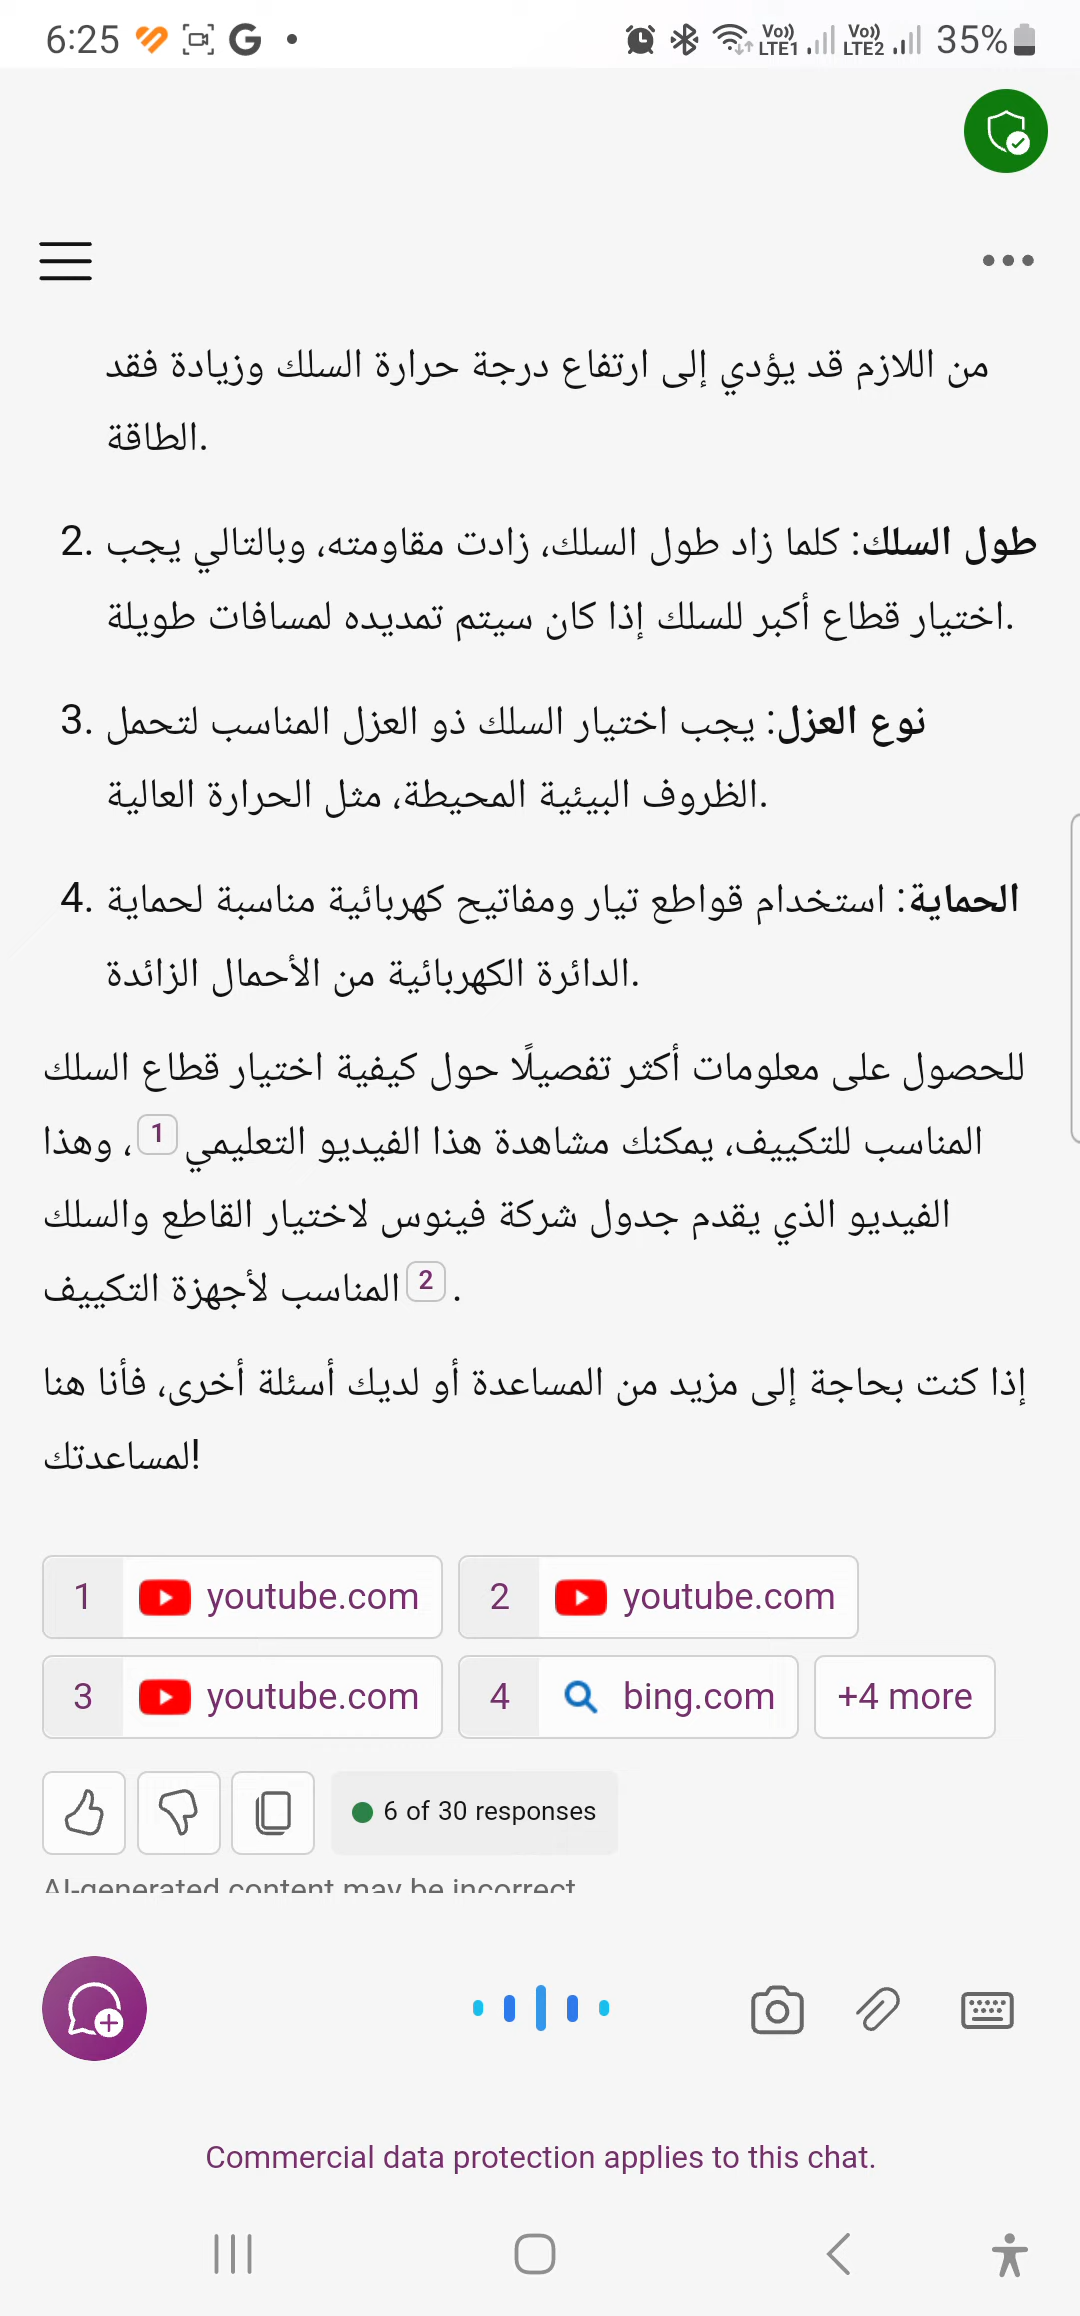 6:25
Vo)) LTE1 Vo)) LTE2 35%
من اللازم قد يؤدي إلى ارتفاع درجة حرارة السلك وزيادة فقد
الطاقة.
2. طول السلك: كلما زاد طول السلك، زادت مقاومته، وبالتالي يجب
اختيار قطاع أكبر للسلك إذا كان سيتم تمديده لمسافات طويلة.
3. نوع العزل: يجب اختيار السلك ذو العزل المناسب لتحمل
الظروف البيئية المحيطة، مثل الحرارة العالية.
4. الحماية: استخدام قواطع تيار ومفاتيح كهربائية مناسبة لحماية
الدائرة الكهربائية من الأحمال الزائدة.
للحصول على معلومات أكثر تفصيلًا حول كيفية اختيار قطاع السلك
المناسب للتكييف، يمكنك مشاهدة هذا الفيديو التعليمي 1، وهذا
الفيديو الذي يقدم جدول شركة فينوس لاختيار القاطع والسلك
المناسب لأجهزة التكييف 2.
إذا كنت بحاجة إلى مزيد من المساعدة أو لديك أسئلة أخرى، فأنا هنا
لمساعدتك!
1 youtube.com 2 youtube.com
3 youtube.com 4 bing.com +4 more
6 of 30 responses
AI-generated content may be incorrect
Commercial data protection applies to this chat.